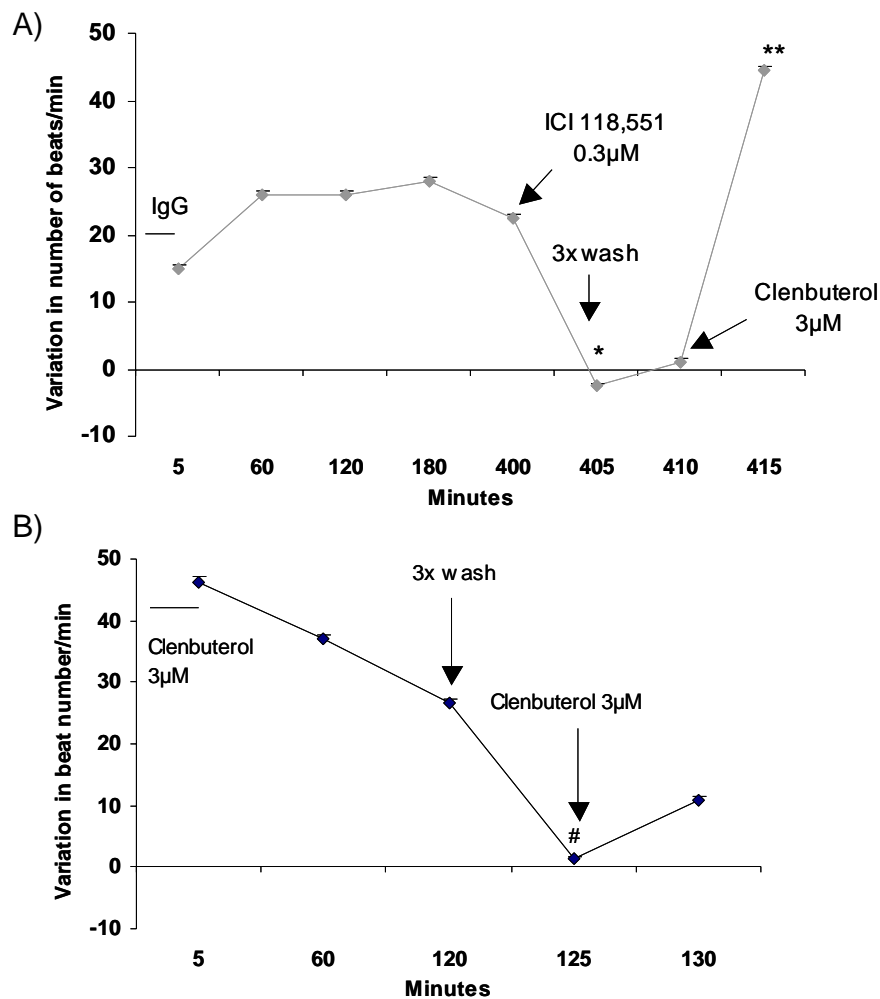 A)
Variation in number of beats/min
50
40
30
20
10
0
-10
IgG
ICI 118,551
0.3µM
3x wash
*
Clenbuterol
3µM
**
5 60 120 180 400 405 410 415
Minutes
B)
Variation in beat number/min
50
40
30
20
10
0
-10
Clenbuterol
3µM
3x wash
Clenbuterol 3µM
#
5 60 120 125 130
Minutes